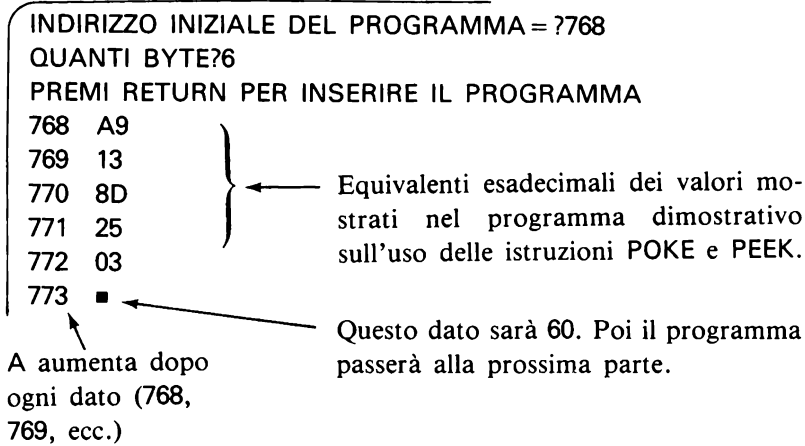 INDIRIZZO INIZIALE DEL PROGRAMMA=?768
QUANTI BYTE?6
PREMI RETURN PER INSERIRE IL PROGRAMMA
768 A9
769 13
770 8D
771 25
772 03
773 ■
Equivalenti esadecimali dei valori mo-
strati nel programma dimostrativo
sull'uso delle istruzioni POKE e PEEK.
Questo dato sarà 60. Poi il programma
passerà alla prossima parte.
A aumenta dopo
ogni dato (768,
769, ecc.)